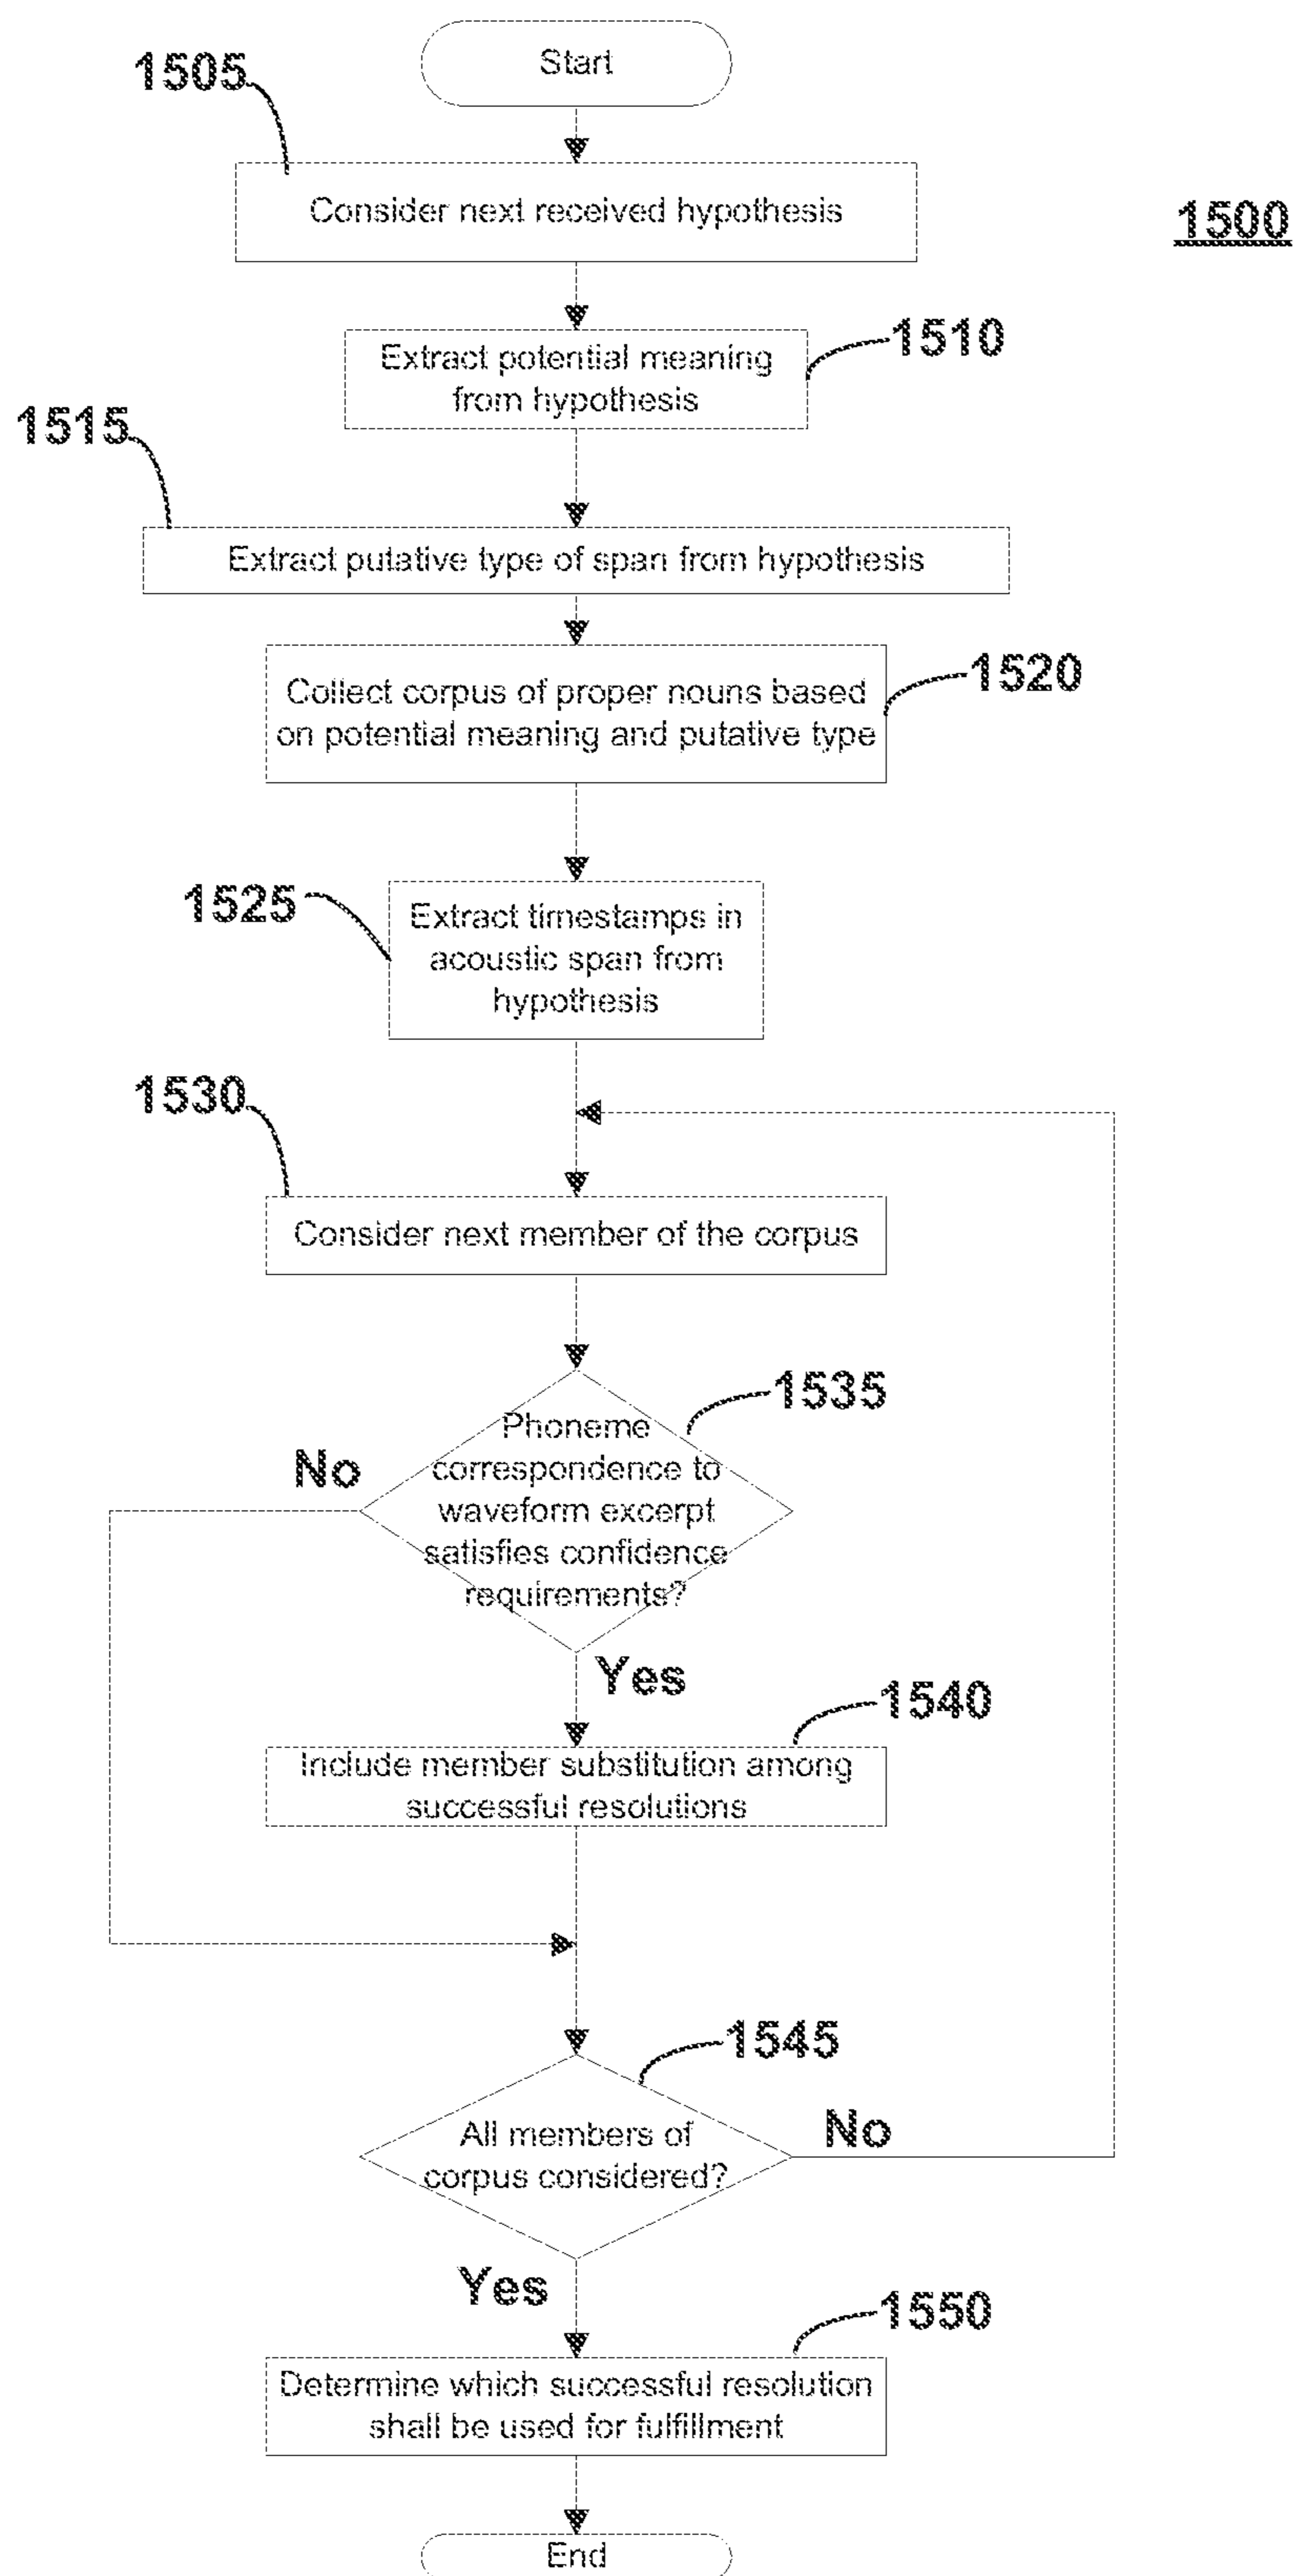 Start
1505
Consider next received hypothesis
1500
Extract potential meaning
from hypothesis
1510
1515
Extract putative type of span from hypothesis
Collect corpus of proper nouns based
on potential meaning and putative type
1520
1525
Extract timestamps in
acoustic span from
hypothesis
1530
Consider next member of the corpus
1535
Phoneme
correspondence to
waveform excerpt
satisfies confidence
requirements?
No
Yes
1540
Include member substitution among
successful resolutions
1545
All members of
corpus considered?
No
Yes
1550
Determine which successful resolution
shall be used for fulfillment
End